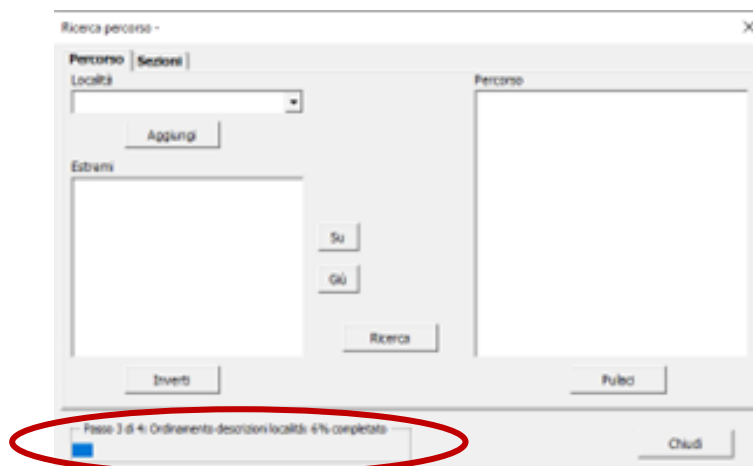 Ricerca percorso -
Percorso Sezioni
Località
Percorso
Aggiungi
Estremi
Su
Giù
Ricerca
Inverti
Pulisci
Passo 3 di 4: Ordinamento descrizioni località: 6% completato
Chiudi